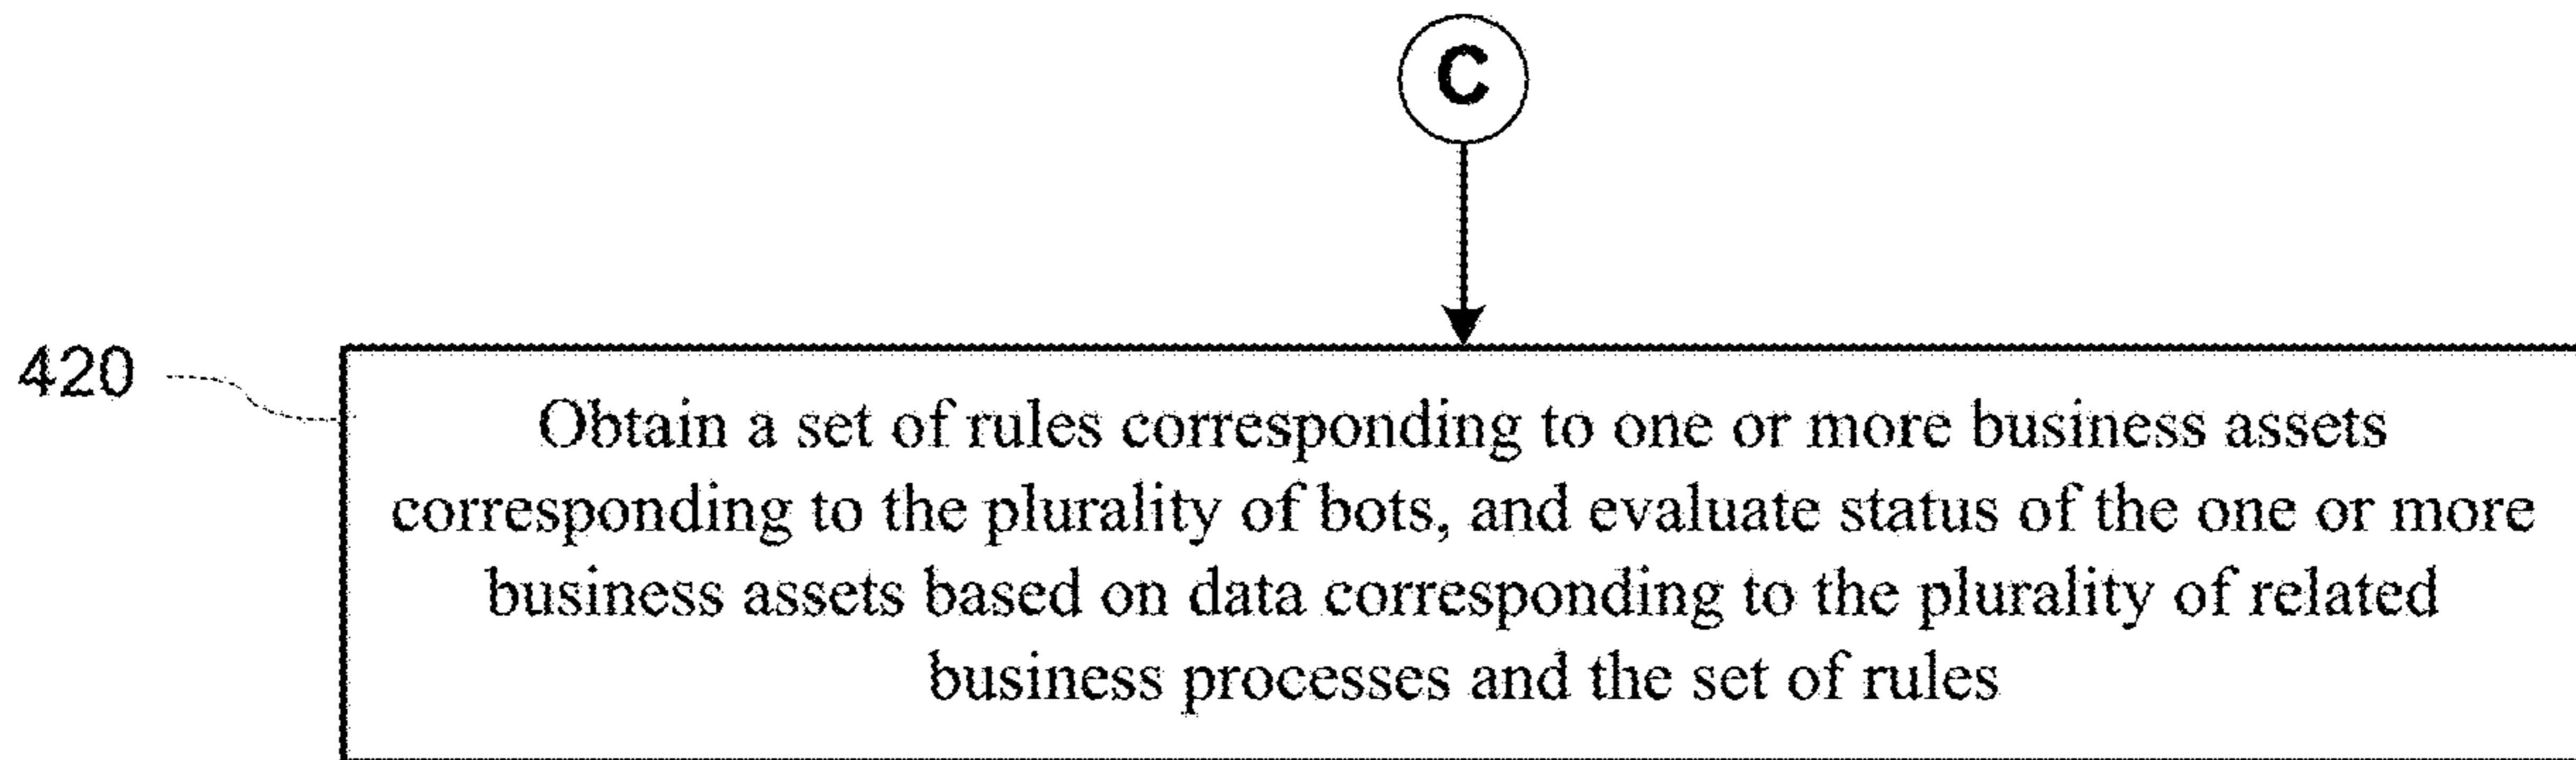 C
420
Obtain a set of rules corresponding to one or more business assets
corresponding to the plurality of bots, and evaluate status of the one or more
business assets based on data corresponding to the plurality of related
business processes and the set of rules